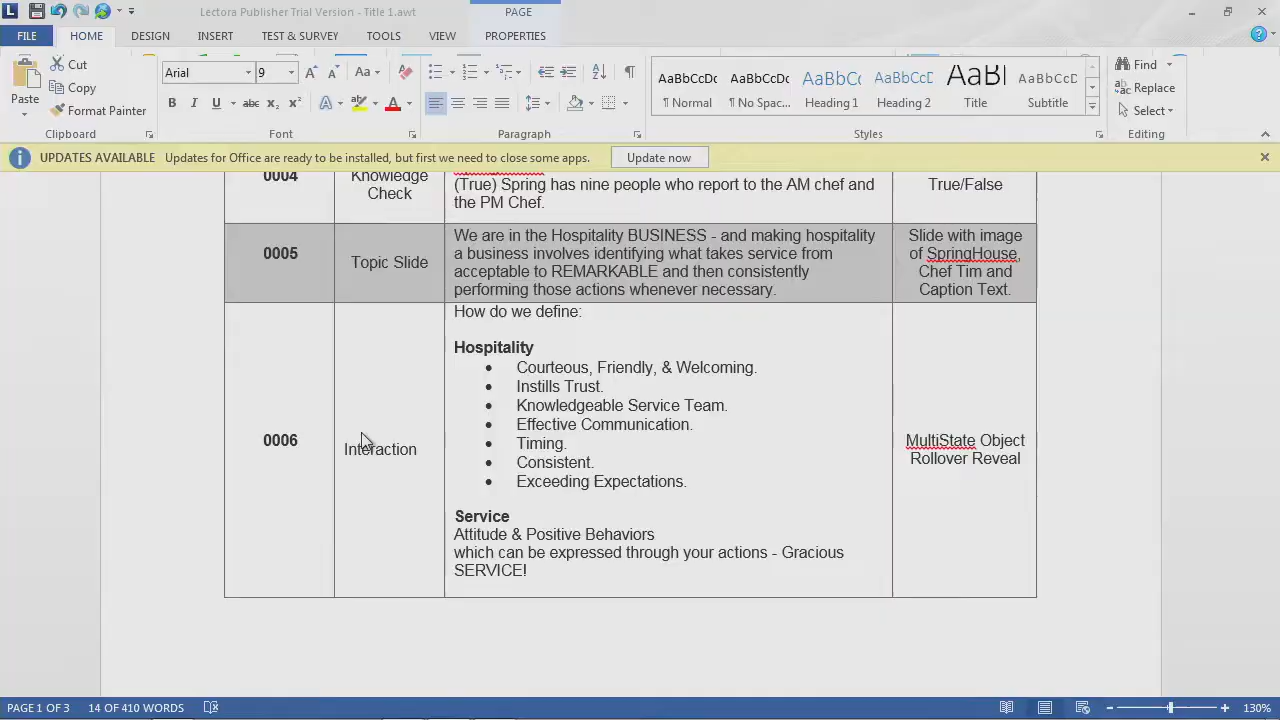 Lectora Publisher Trial Version - Title 1.awt
PAGE
FILE
HOME
DESIGN
INSERT
TEST & SURVEY
TOOLS
VIEW
PROPERTIES
Paste
Cut
Copy
Format Painter
Arial
9
AaBbCcDc
¶ Normal
AaBbCcDc
¶ No Spac...
AaBbCc
Heading 1
AaBbCcD
Heading 2
AaBl
Title
AaBbCcD
Subtitle
Find
Replace
Select
Clipboard
Font
Paragraph
Styles
Editing
UPDATES AVAILABLE Updates for Office are ready to be installed, but first we need to close some apps. Update now
0004
Knowledge
Check
(True) Spring has nine people who report to the AM chef and
the PM Chef.
True/False
0005
Topic Slide
We are in the Hospitality BUSINESS - and making hospitality
a business involves identifying what takes service from
acceptable to REMARKABLE and then consistently
performing those actions whenever necessary.
Slide with image
of SpringHouse,
Chef Tim and
Caption Text.
0006
Interaction
How do we define:
Hospitality
• Courteous, Friendly, & Welcoming.
• Instills Trust.
• Knowledgeable Service Team.
• Effective Communication.
• Timing.
• Consistent.
• Exceeding Expectations.
Service
Attitude & Positive Behaviors
which can be expressed through your actions - Gracious
SERVICE!
MultiState Object
Rollover Reveal
PAGE 1 OF 3
14 OF 410 WORDS
130%